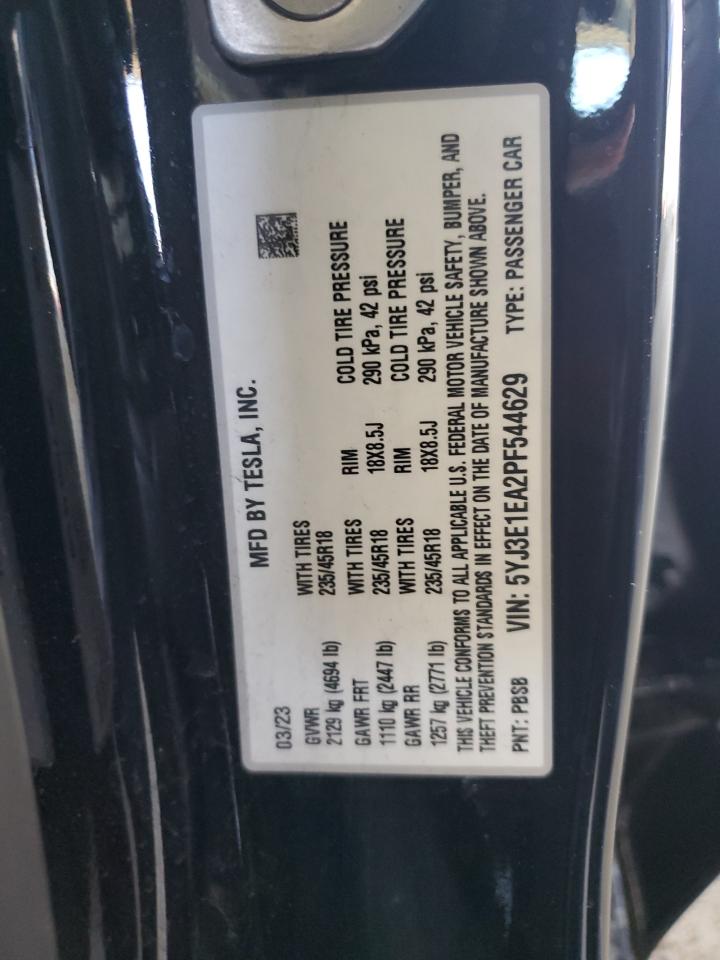 MFD BY TESLA, INC.
03/23
GVWR WITH TIRES
2129 kg (4694 lb) 235/45R18
GAWR FRT WITH TIRES RIM COLD TIRE PRESSURE
1110 kg (2447 lb) 235/45R18 18X8.5J 290 kPa, 42 psi
GAWR RR WITH TIRES RIM COLD TIRE PRESSURE
1257 kg (2771 lb) 235/45R18 18X8.5J 290 kPa, 42 psi
THIS VEHICLE CONFORMS TO ALL APPLICABLE U.S. FEDERAL MOTOR VEHICLE SAFETY, BUMPER, AND
THEFT PREVENTION STANDARDS IN EFFECT ON THE DATE OF MANUFACTURE SHOWN ABOVE.
PNT: PBSB VIN: 5YJ3E1EA2PF544629 TYPE: PASSENGER CAR